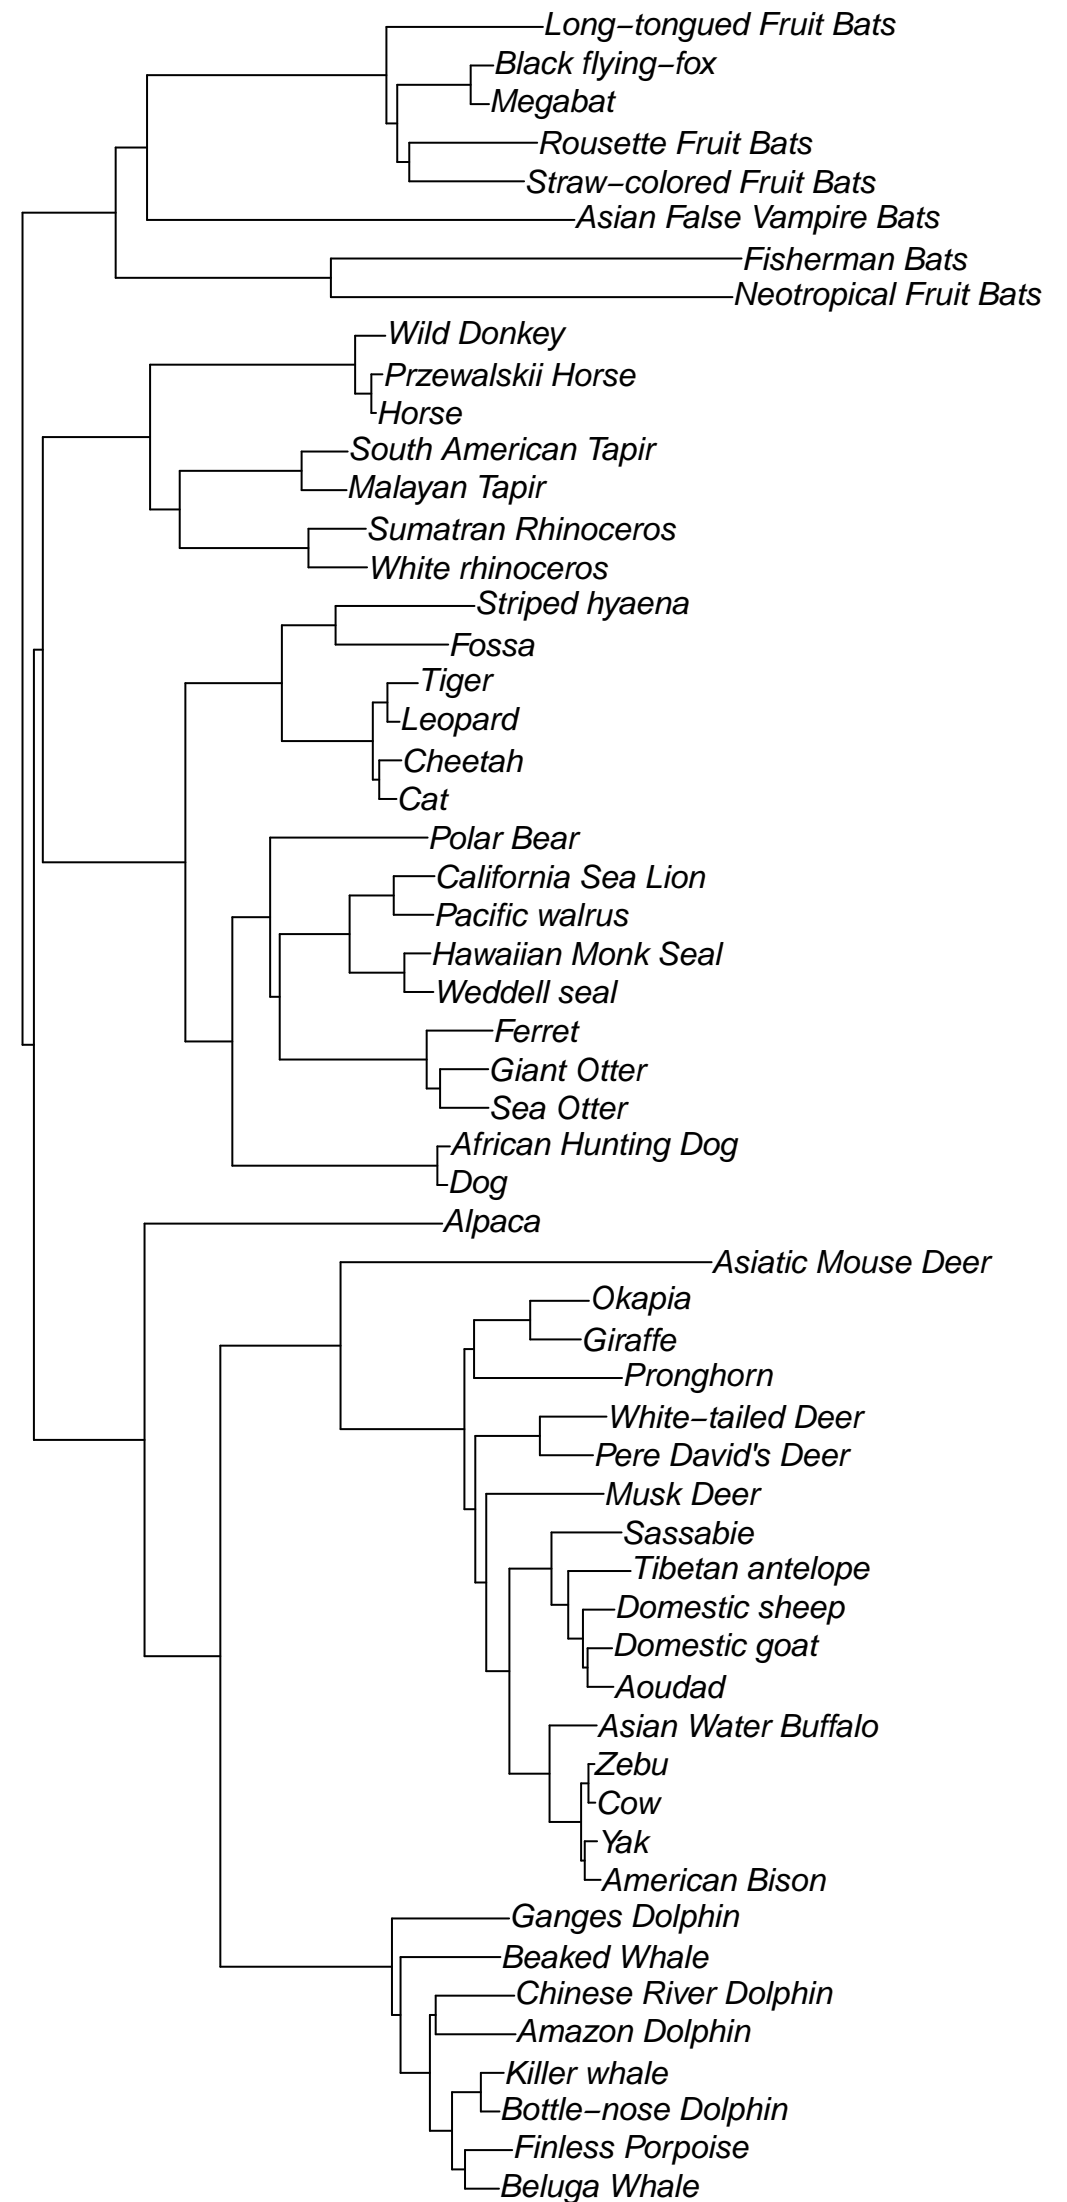 Long−tongued Fruit Bats
Black flying−fox
Megabat
Rousette Fruit Bats
Straw−colored Fruit Bats
Asian False Vampire Bats
Fisherman Bats
Neotropical Fruit Bats
Wild Donkey
Przewalskii Horse
Horse
South American Tapir
Malayan Tapir
Sumatran Rhinoceros
White rhinoceros
Striped hyaena
Fossa
Tiger
Leopard
Cheetah
Cat
Polar Bear
California Sea Lion
Pacific walrus
Hawaiian Monk Seal
Weddell seal
Ferret
Giant Otter
Sea Otter
African Hunting Dog
Dog
Alpaca
Asiatic Mouse Deer
Okapia
Giraffe
Pronghorn
White−tailed Deer
Pere David's Deer
Musk Deer
Sassabie
Tibetan antelope
Domestic sheep
Domestic goat
Aoudad
Asian Water Buffalo
Zebu
Cow
Yak
American Bison
Ganges Dolphin
Beaked Whale
Chinese River Dolphin
Amazon Dolphin
Killer whale
Bottle−nose Dolphin
Finless Porpoise
Beluga Whale